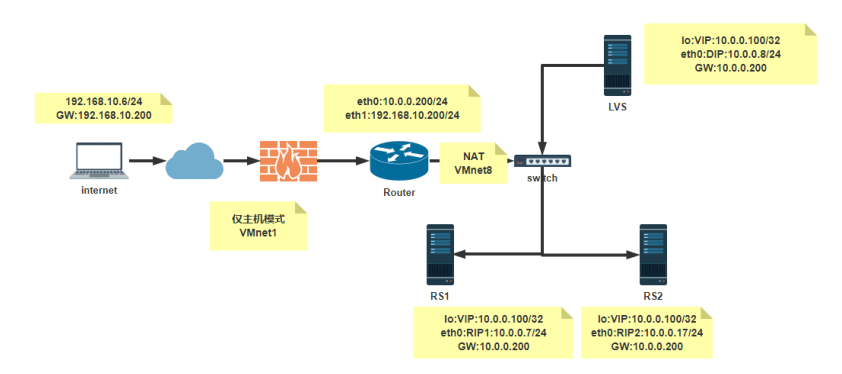 lo:VIP:10.0.0.100/32
eth0:DIP:10.0.0.8/24
GW:10.0.0.200
LVS
192.168.10.6/24
GW:192.168.10.200
eth0:10.0.0.200/24
eth1:192.168.10.200/24
internet
Router
NAT
VMnet8
switch
仅主机模式
VMnet1
RS1
RS2
lo:VIP:10.0.0.100/32
eth0:RIP1:10.0.0.7/24
GW:10.0.0.200
lo:VIP:10.0.0.100/32
eth0:RIP2:10.0.0.17/24
GW:10.0.0.200